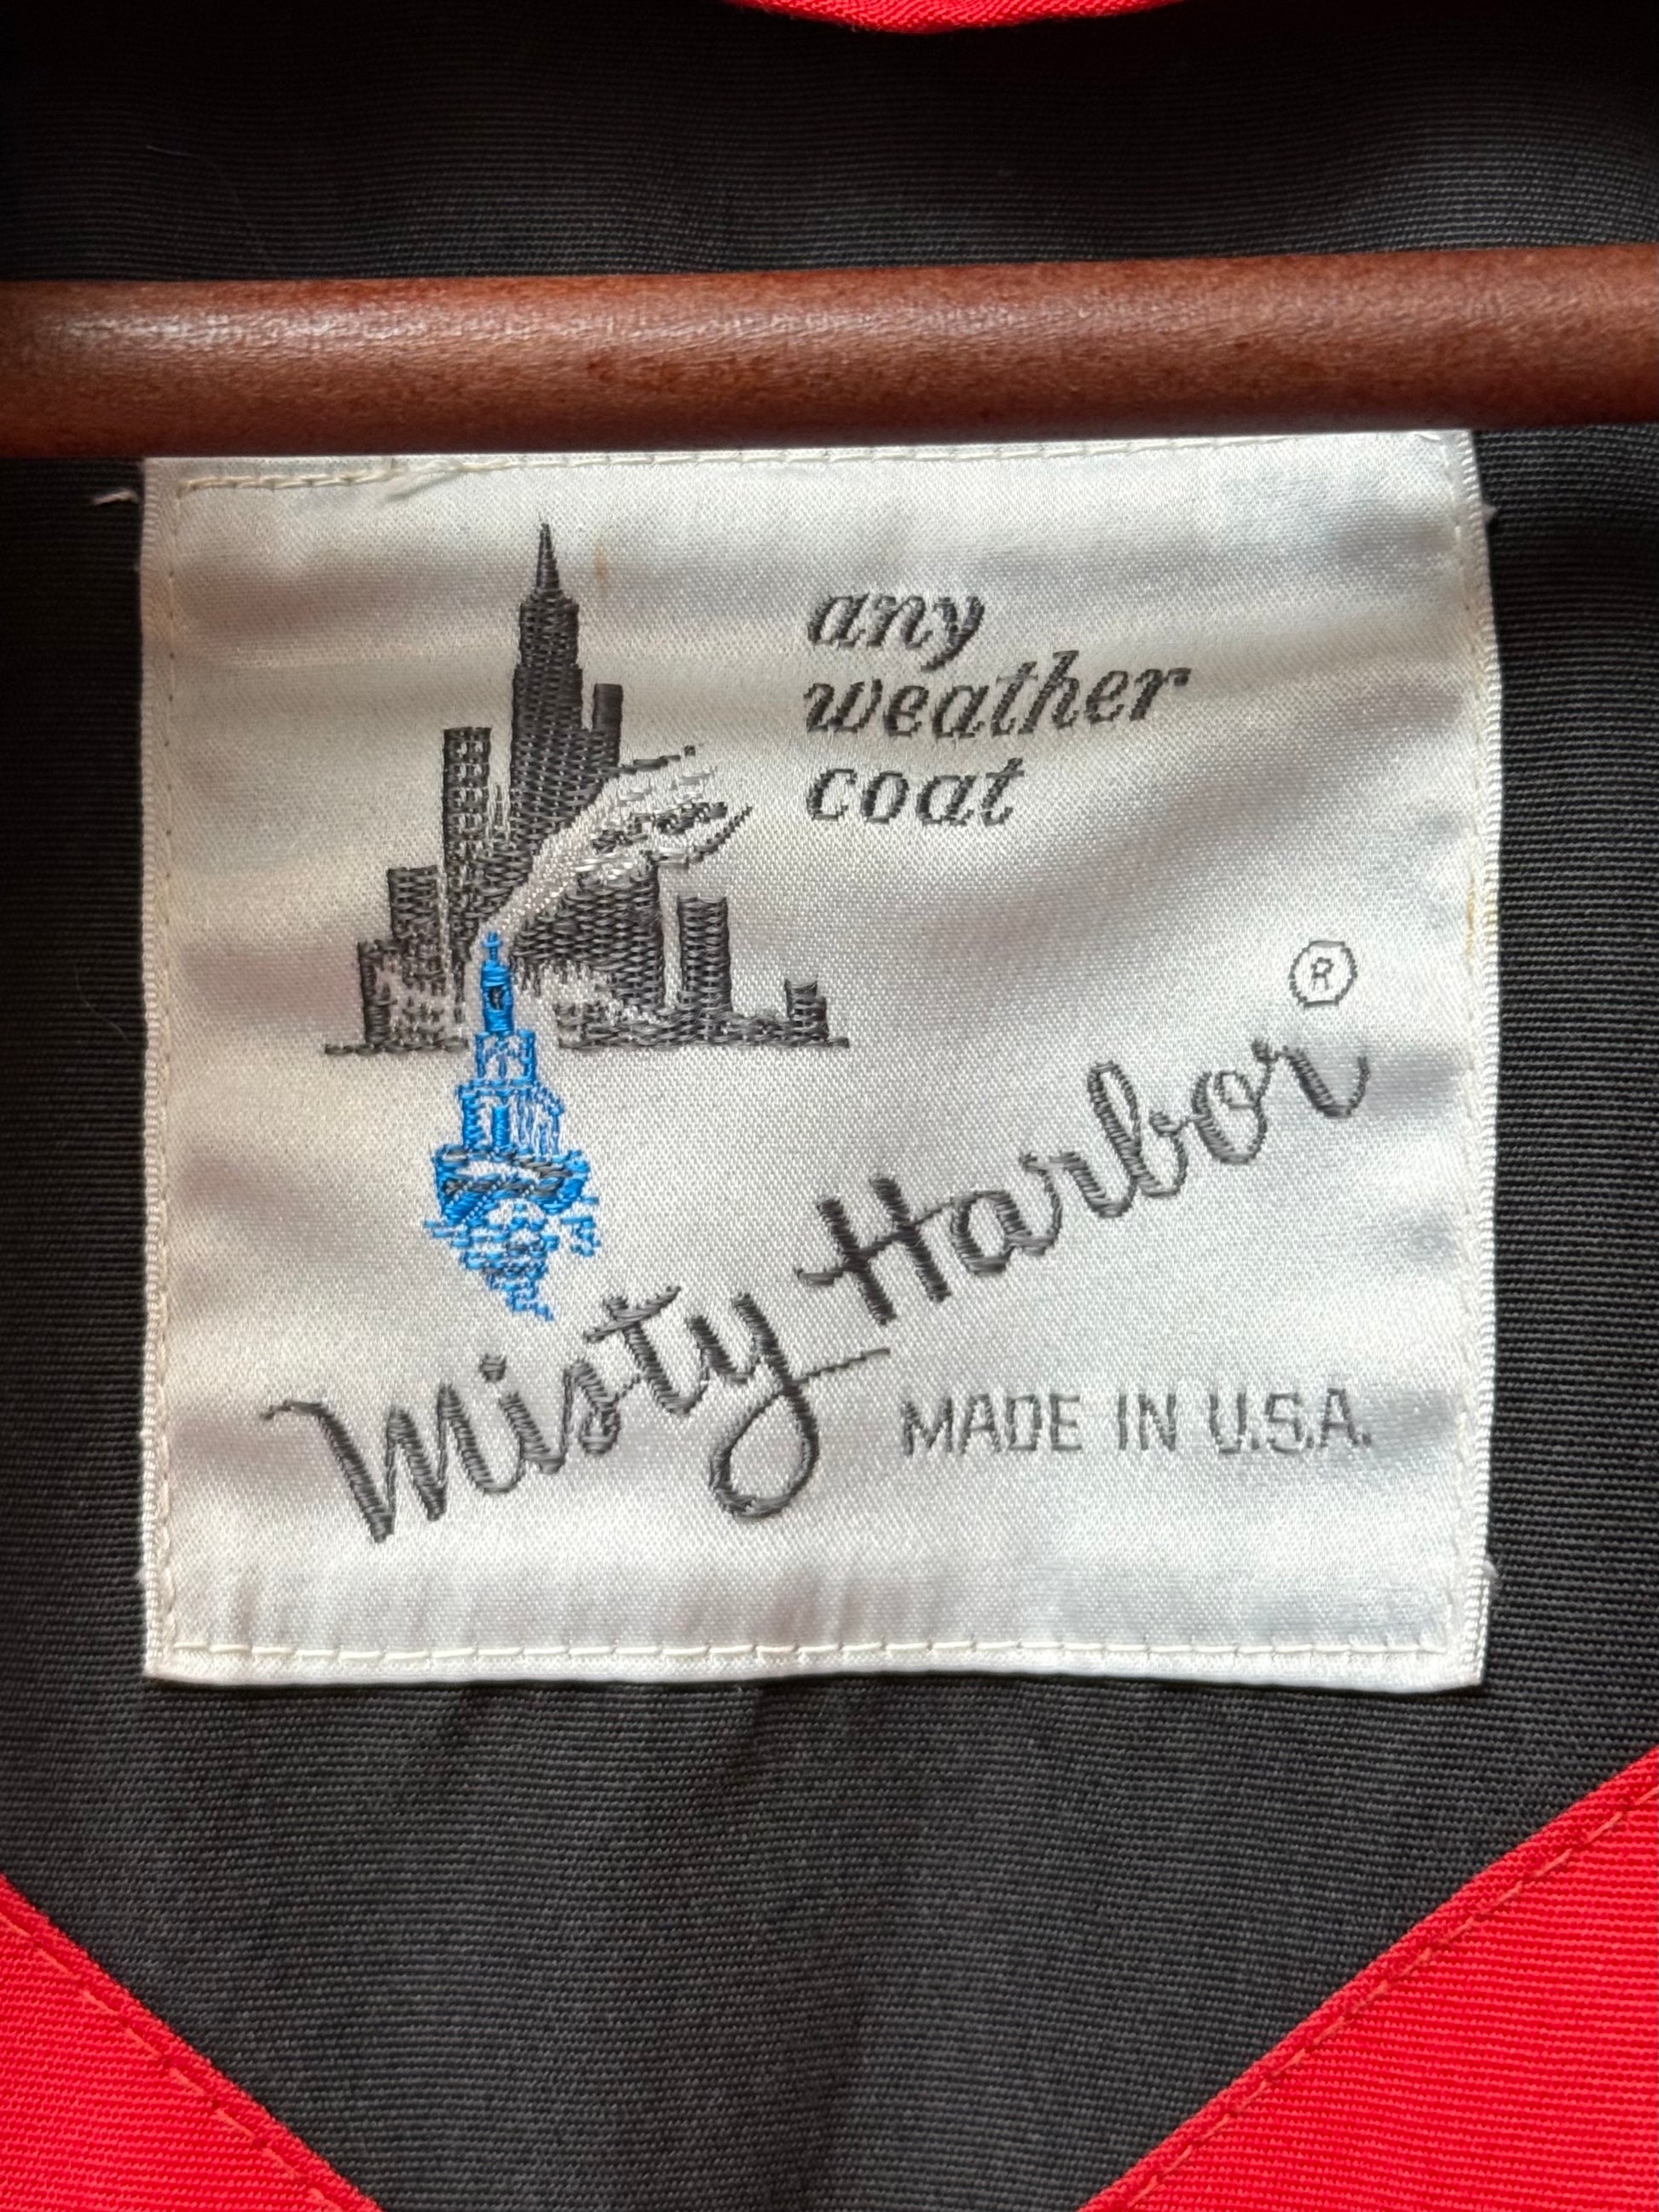 any
weather
coat
Misty Harbor ®
MADE IN U.S.A.